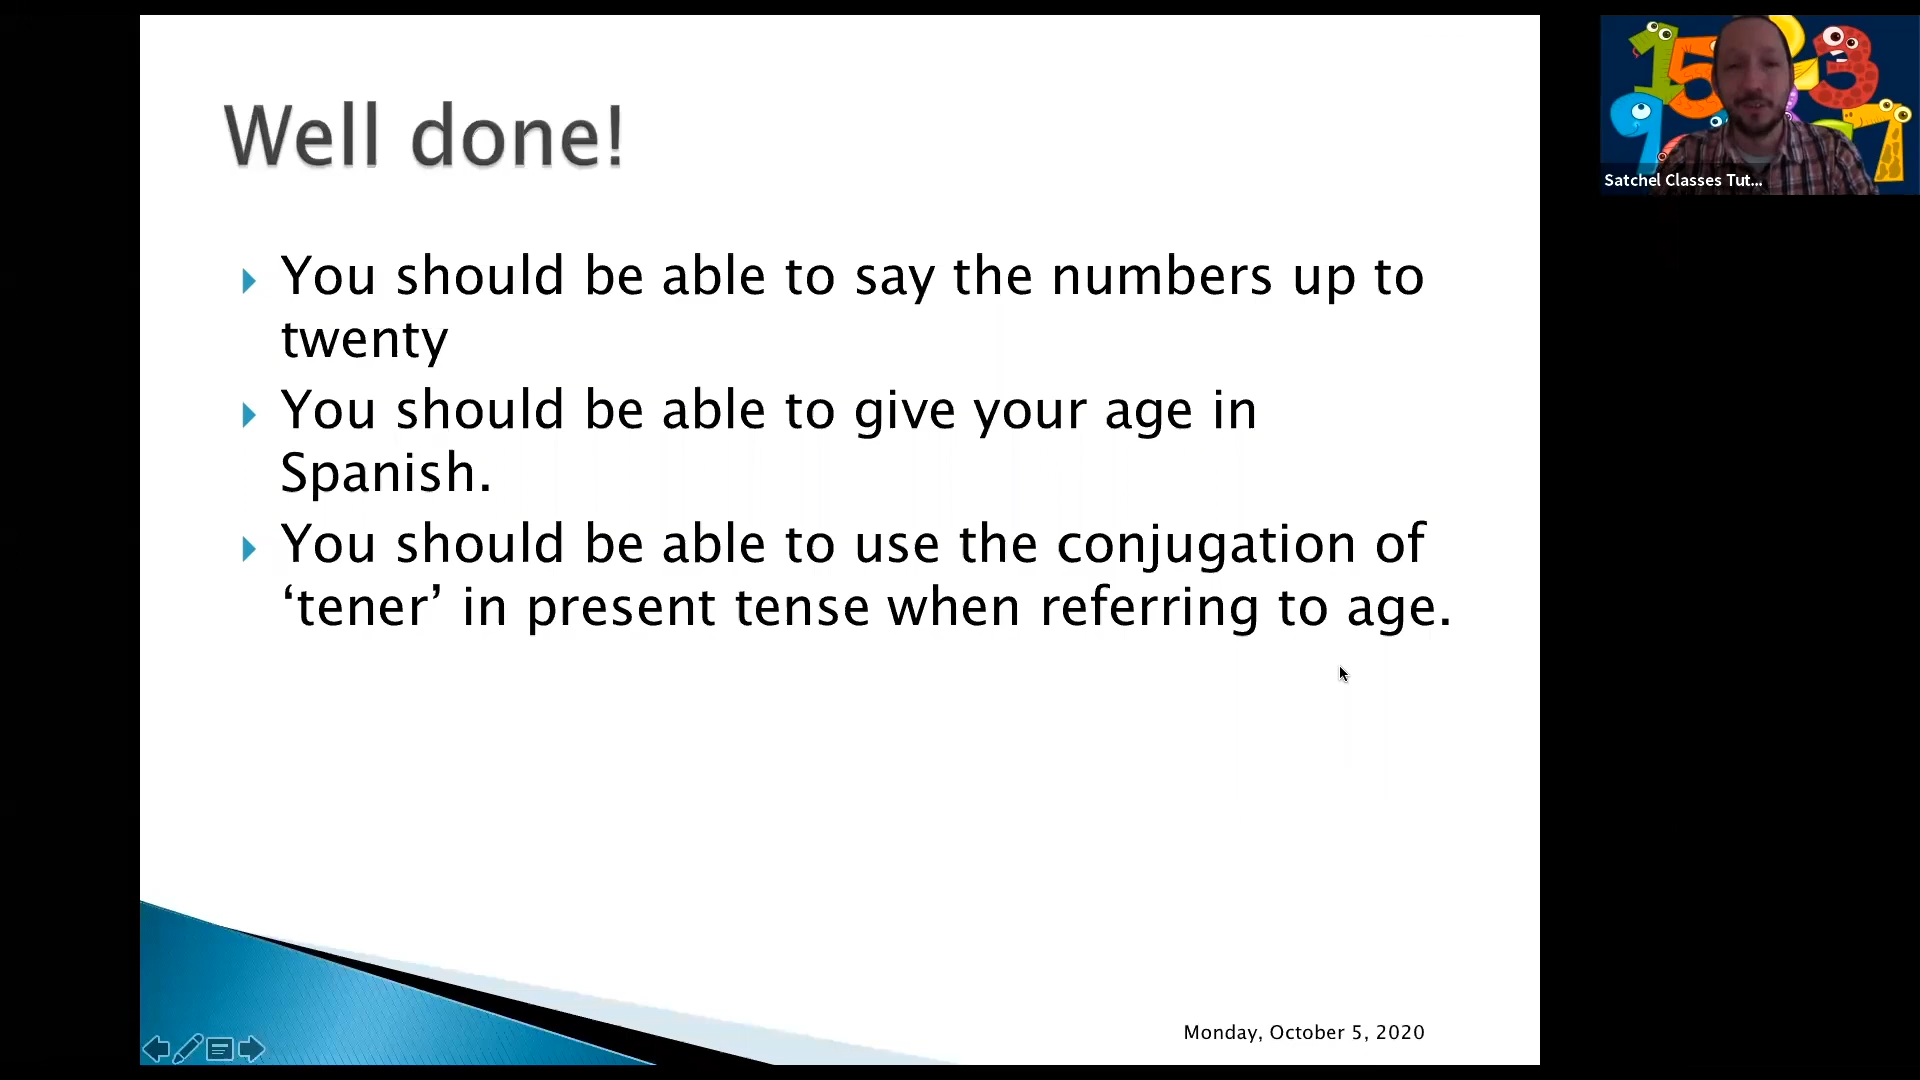 Well done!
You should be able to say the numbers up to
twenty
You should be able to give your age in
Spanish.
You should be able to use the conjugation of
‘tener’ in present tense when referring to age.
Monday, October 5, 2020
Satchel Classes Tut...